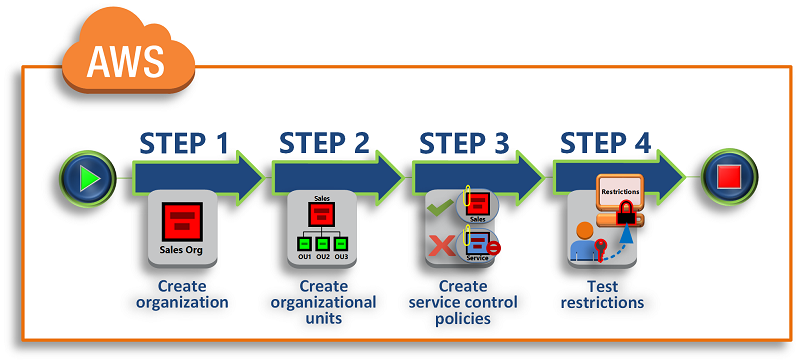 AWS
STEP 1
STEP 2
STEP 3
STEP 4
Sales Org
Sales
OU1 OU2 OU3
Sales
Service
Restrictions
Create
organization
Create
organizational
units
Create
service control
policies
Test
restrictions